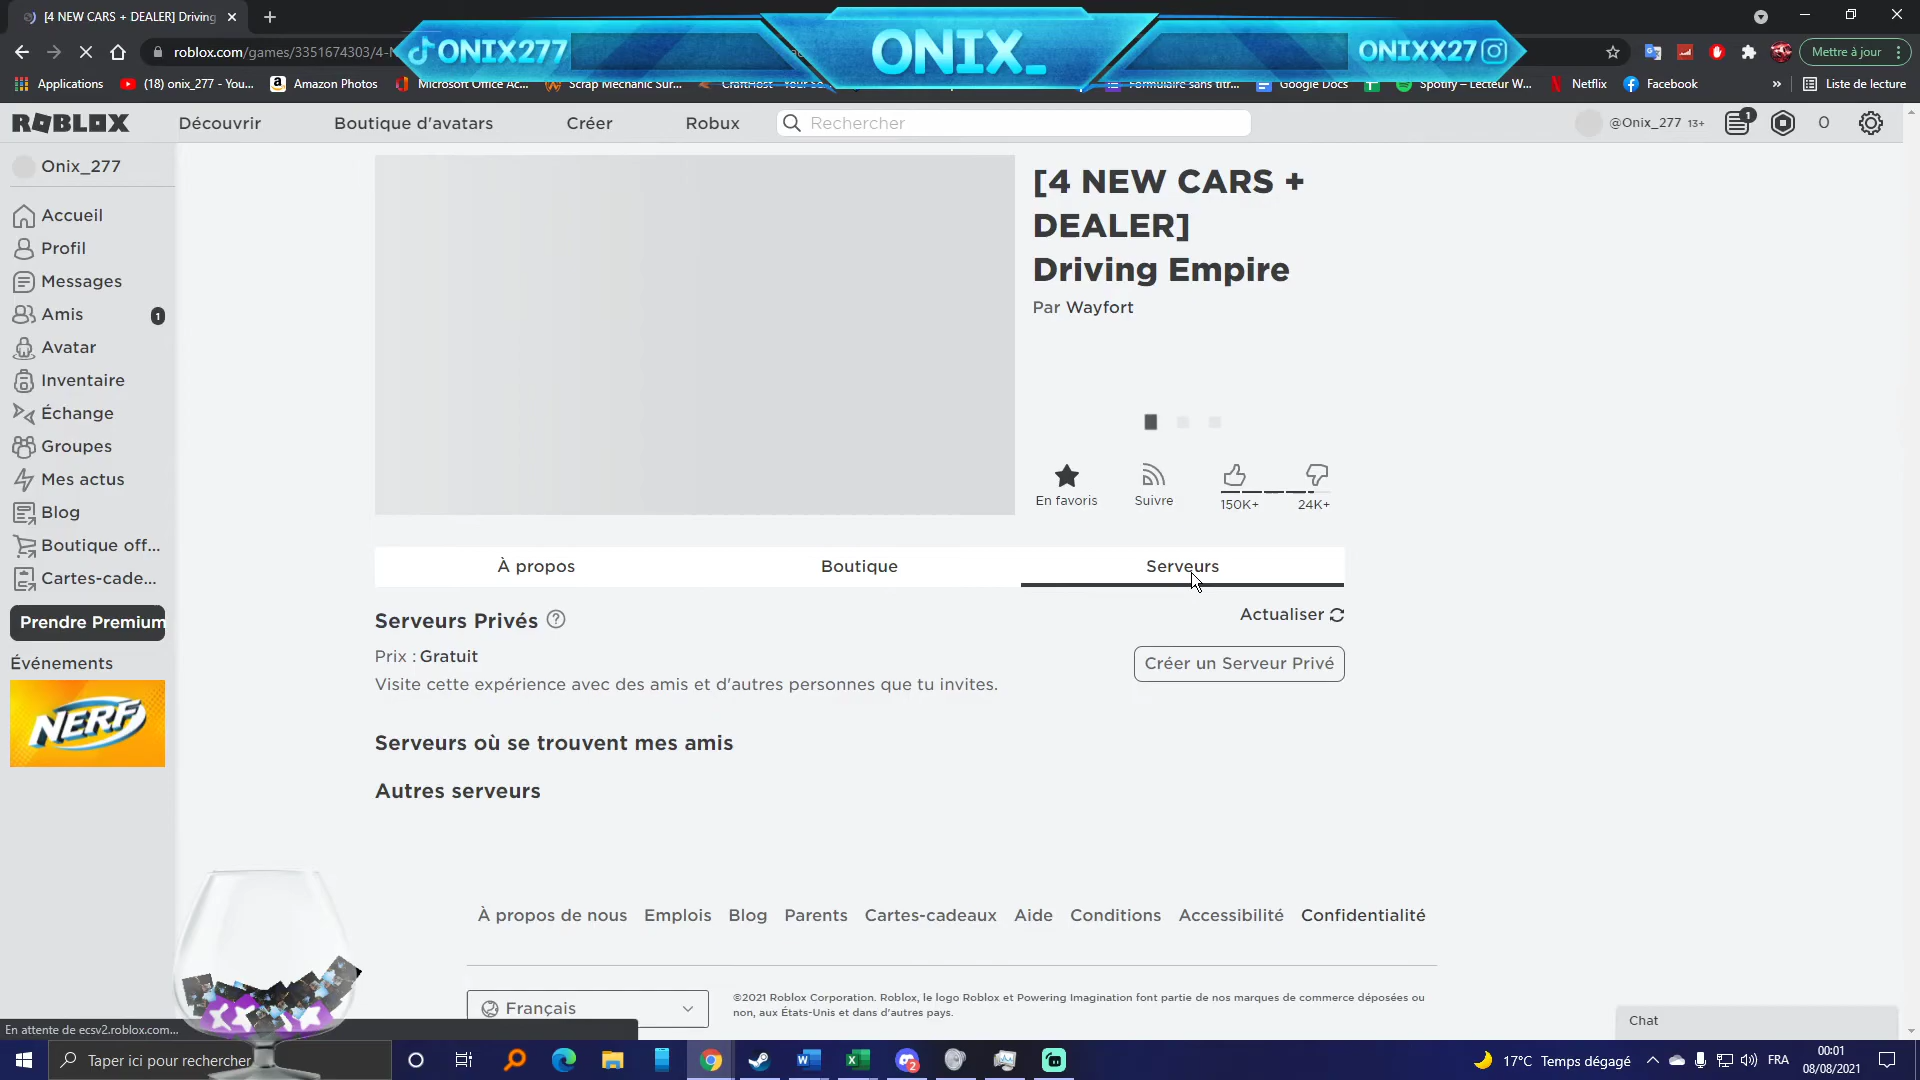 [4 NEW CARS + DEALER] Driving
roblox.com/games/3351674303/4-
ONIX277
ONIX_
ONIXX27
Mettre à jour
Applications
(18) onix_277 - You...
Amazon Photos
Microsoft Office Ac...
Scrap Mechanic Sur...
Formulaire sans titr...
Google Docs
Spotify – Lecteur W...
Netflix
Facebook
»
Liste de lecture
ROBLOX
Découvrir
Boutique d'avatars
Créer
Robux
Rechercher
@Onix_277 13+
1
0
Onix_277
Accueil
Profil
Messages
Amis
1
Avatar
Inventaire
Échange
Groupes
Mes actus
Blog
Boutique off...
Cartes-cade...
Prendre Premium
Événements
NERF
[4 NEW CARS +
DEALER]
Driving Empire
Par Wayfort
En favoris
Suivre
150K+
24K+
À propos
Boutique
Serveurs
Serveurs Privés
Actualiser
Prix : Gratuit
Créer un Serveur Privé
Visite cette expérience avec des amis et d'autres personnes que tu invites.
Serveurs où se trouvent mes amis
Autres serveurs
À propos de nous Emplois Blog Parents Cartes-cadeaux Aide Conditions Accessibilité Confidentialité
Français
©2021 Roblox Corporation. Roblox, le logo Roblox et Powering Imagination font partie de nos marques de commerce déposées ou
non, aux États-Unis et dans d'autres pays.
Chat
En attente de ecsv2.roblox.com...
Taper ici pour rechercher
2
17°C Temps dégagé
FRA
00:01
08/08/2021